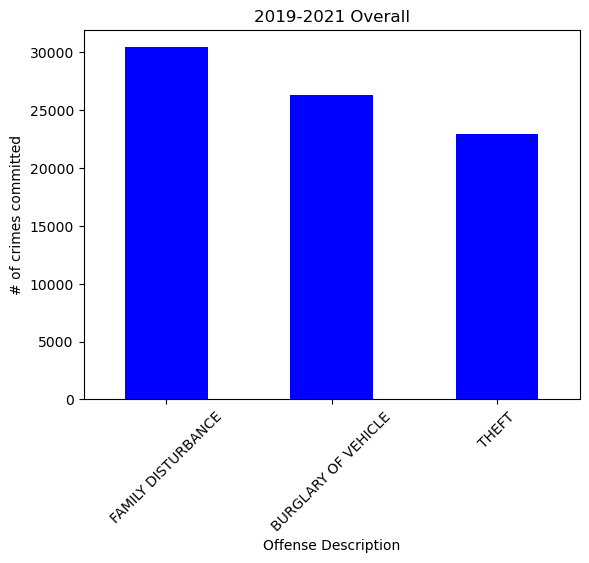 2019-2021 Overall
# of crimes committed
30000
25000
20000
15000
10000
5000
0
FAMILY DISTURBANCE
BURGLARY OF VEHICLE
THEFT
Offense Description